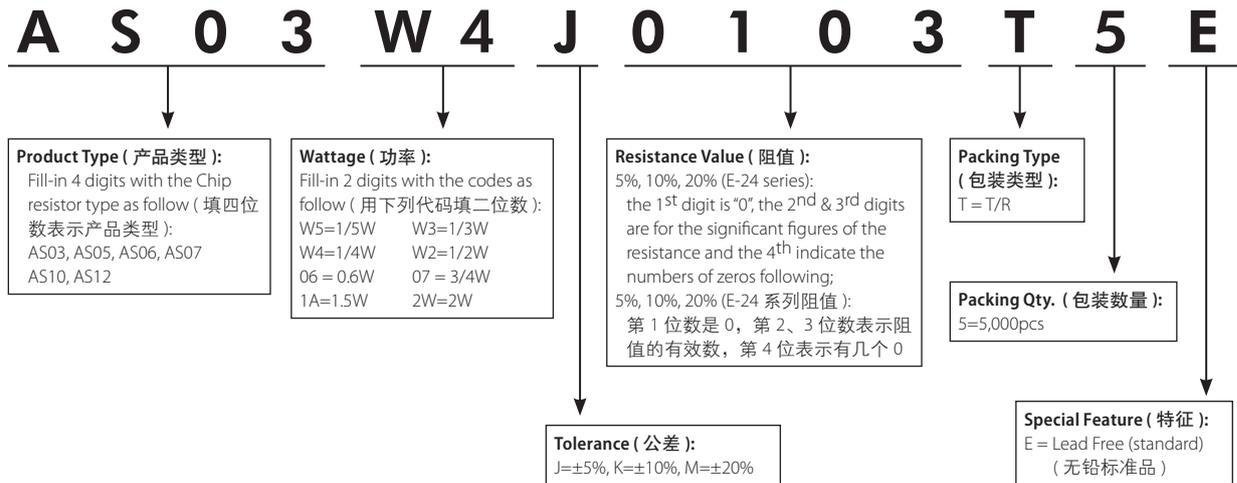 A S 0 3 W 4 J 0 1 0 3 T 5 E
Product Type ( 产品类型 ):
Fill-in 4 digits with the Chip
resistor type as follow ( 填四位
数表示产品类型 ):
AS03, AS05, AS06, AS07
AS10, AS12
Wattage ( 功率 ):
Fill-in 2 digits with the codes as
follow ( 用下列代码填二位数 ):
W5=1/5W W3=1/3W
W4=1/4W W2=1/2W
06 = 0.6W 07 = 3/4W
1A=1.5W 2W=2W
Resistance Value ( 阻值 ):
5%, 10%, 20% (E-24 series):
the 1st digit is “0”, the 2nd & 3rd digits
are for the significant figures of the
resistance and the 4th indicate the
numbers of zeros following;
5%, 10%, 20% (E-24 系列阻值 ):
第 1 位数是 0，第 2、3 位数表示阻
值的有效数，第 4 位表示有几个 0
Packing Type
( 包装类型 ):
T = T/R
Packing Qty. ( 包装数量 ):
5=5,000pcs
Tolerance ( 公差 ):
J=±5%, K=±10%, M=±20%
Special Feature ( 特征 ):
E = Lead Free (standard)
( 无铅标准品 )